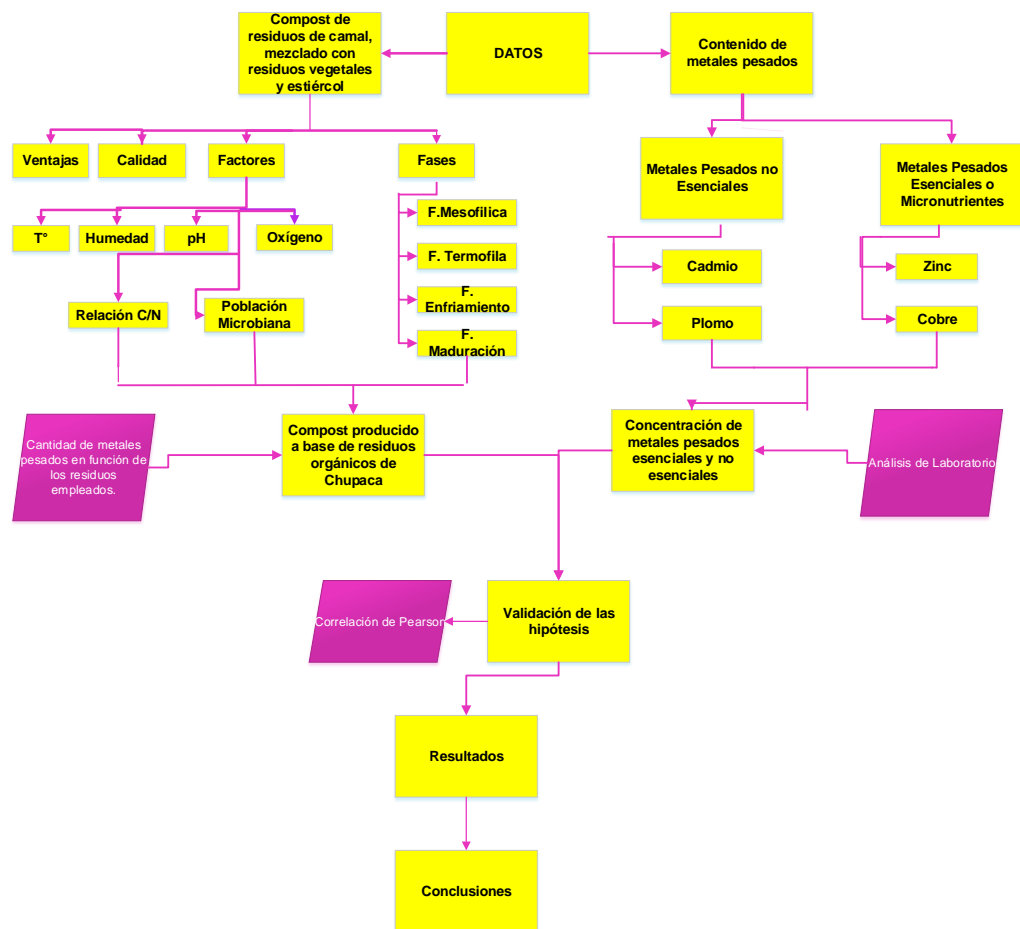 Compost de
residuos de camal,
mezclado con
residuos vegetales
y estiércol
DATOS
Contenido de
metales pesados
Ventajas
Calidad
Factores
Fases
Metales Pesados no
Esenciales
Metales Pesados
Esenciales o
Micronutrientes
T°
Humedad
pH
Oxígeno
F.Mesofilica
F. Termofila
F.
Enfriamiento
F.
Maduración
Cadmio
Zinc
Plomo
Cobre
Relación C/N
Población
Microbiana
Cantidad de metales
pesados en función de
los residuos
empleados.
Compost producido
a base de residuos
orgánicos de
Chupaca
Concentración de
metales pesados
esenciales y no
esenciales
Análisis de Laboratorio
Correlación de Pearson
Validación de las
hipótesis
Resultados
Conclusiones